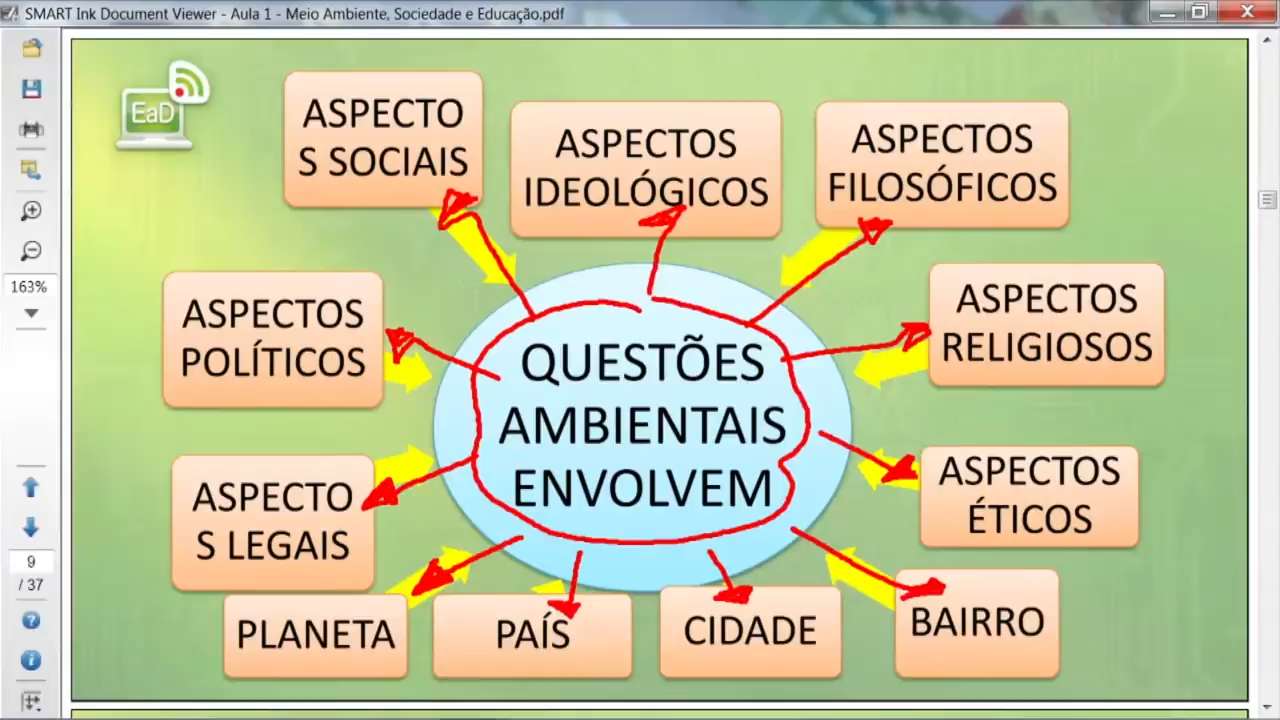 SMART Ink Document Viewer - Aula 1 - Meio Ambiente, Sociedade e Educação.pdf
EaD
ASPECTO
S SOCIAIS
ASPECTOS
IDEOLÓGICOS
ASPECTOS
FILOSÓFICOS
163%
ASPECTOS
POLÍTICOS
ASPECTOS
RELIGIOSOS
QUESTÕES
AMBIENTAIS
ENVOLVEM
ASPECTO
S LEGAIS
ASPECTOS
ÉTICOS
9
/ 37
PLANETA
PAÍS
CIDADE
BAIRRO